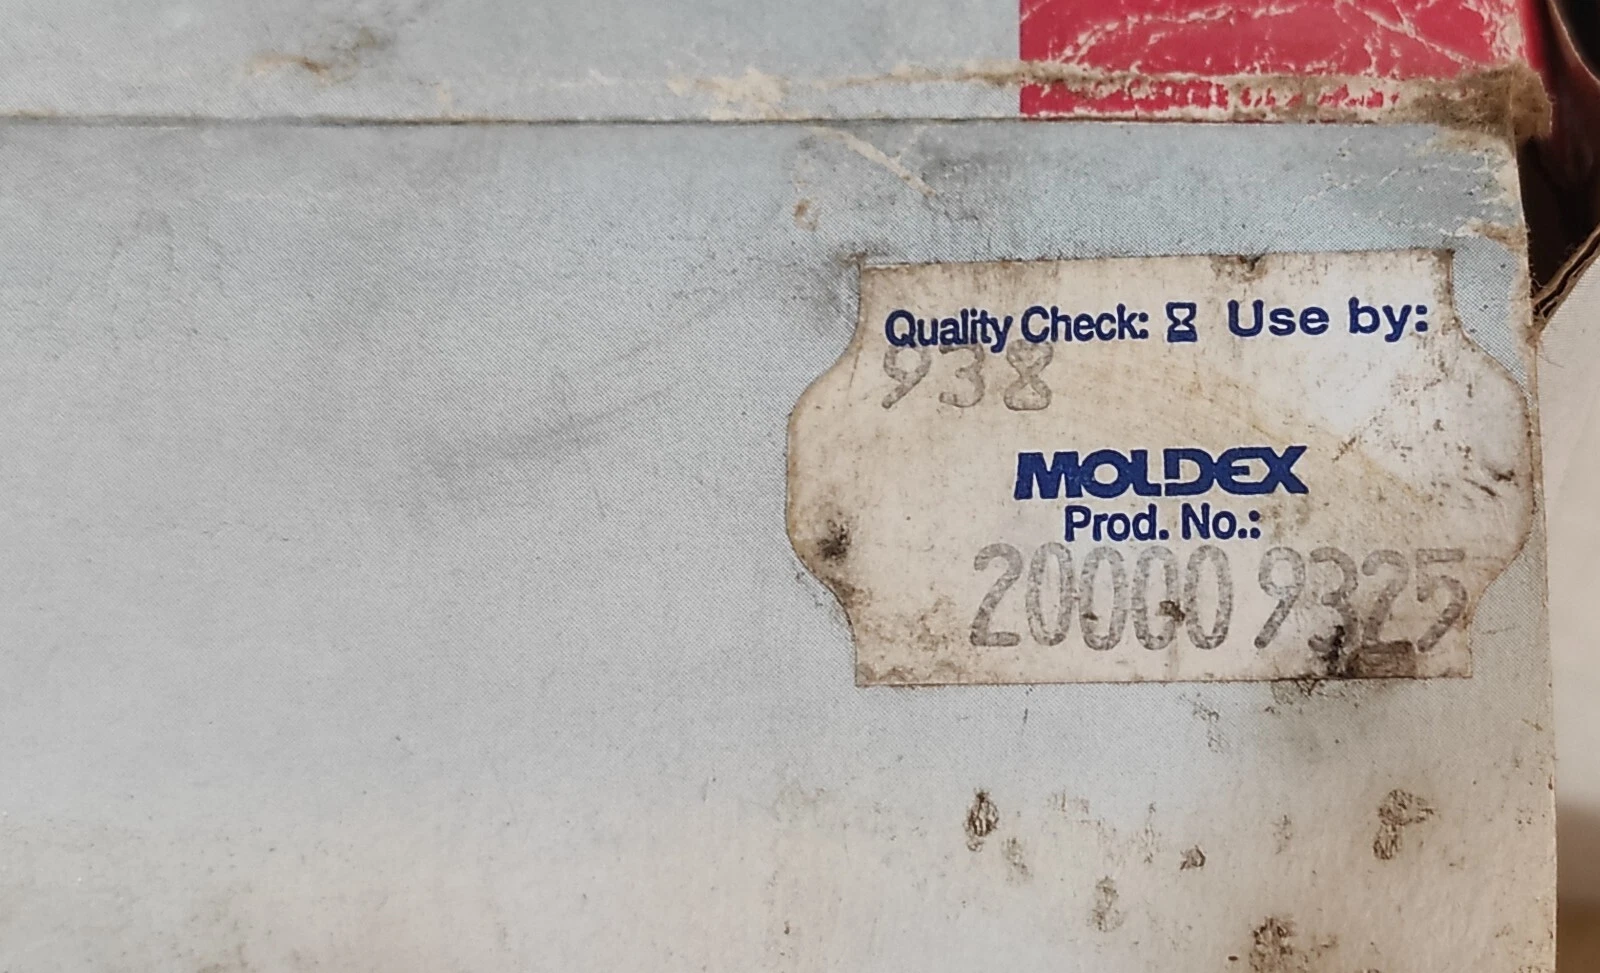 Quality Check: ⌛ Use by:
938
MOLDEX
Prod. No.:
20000 9325